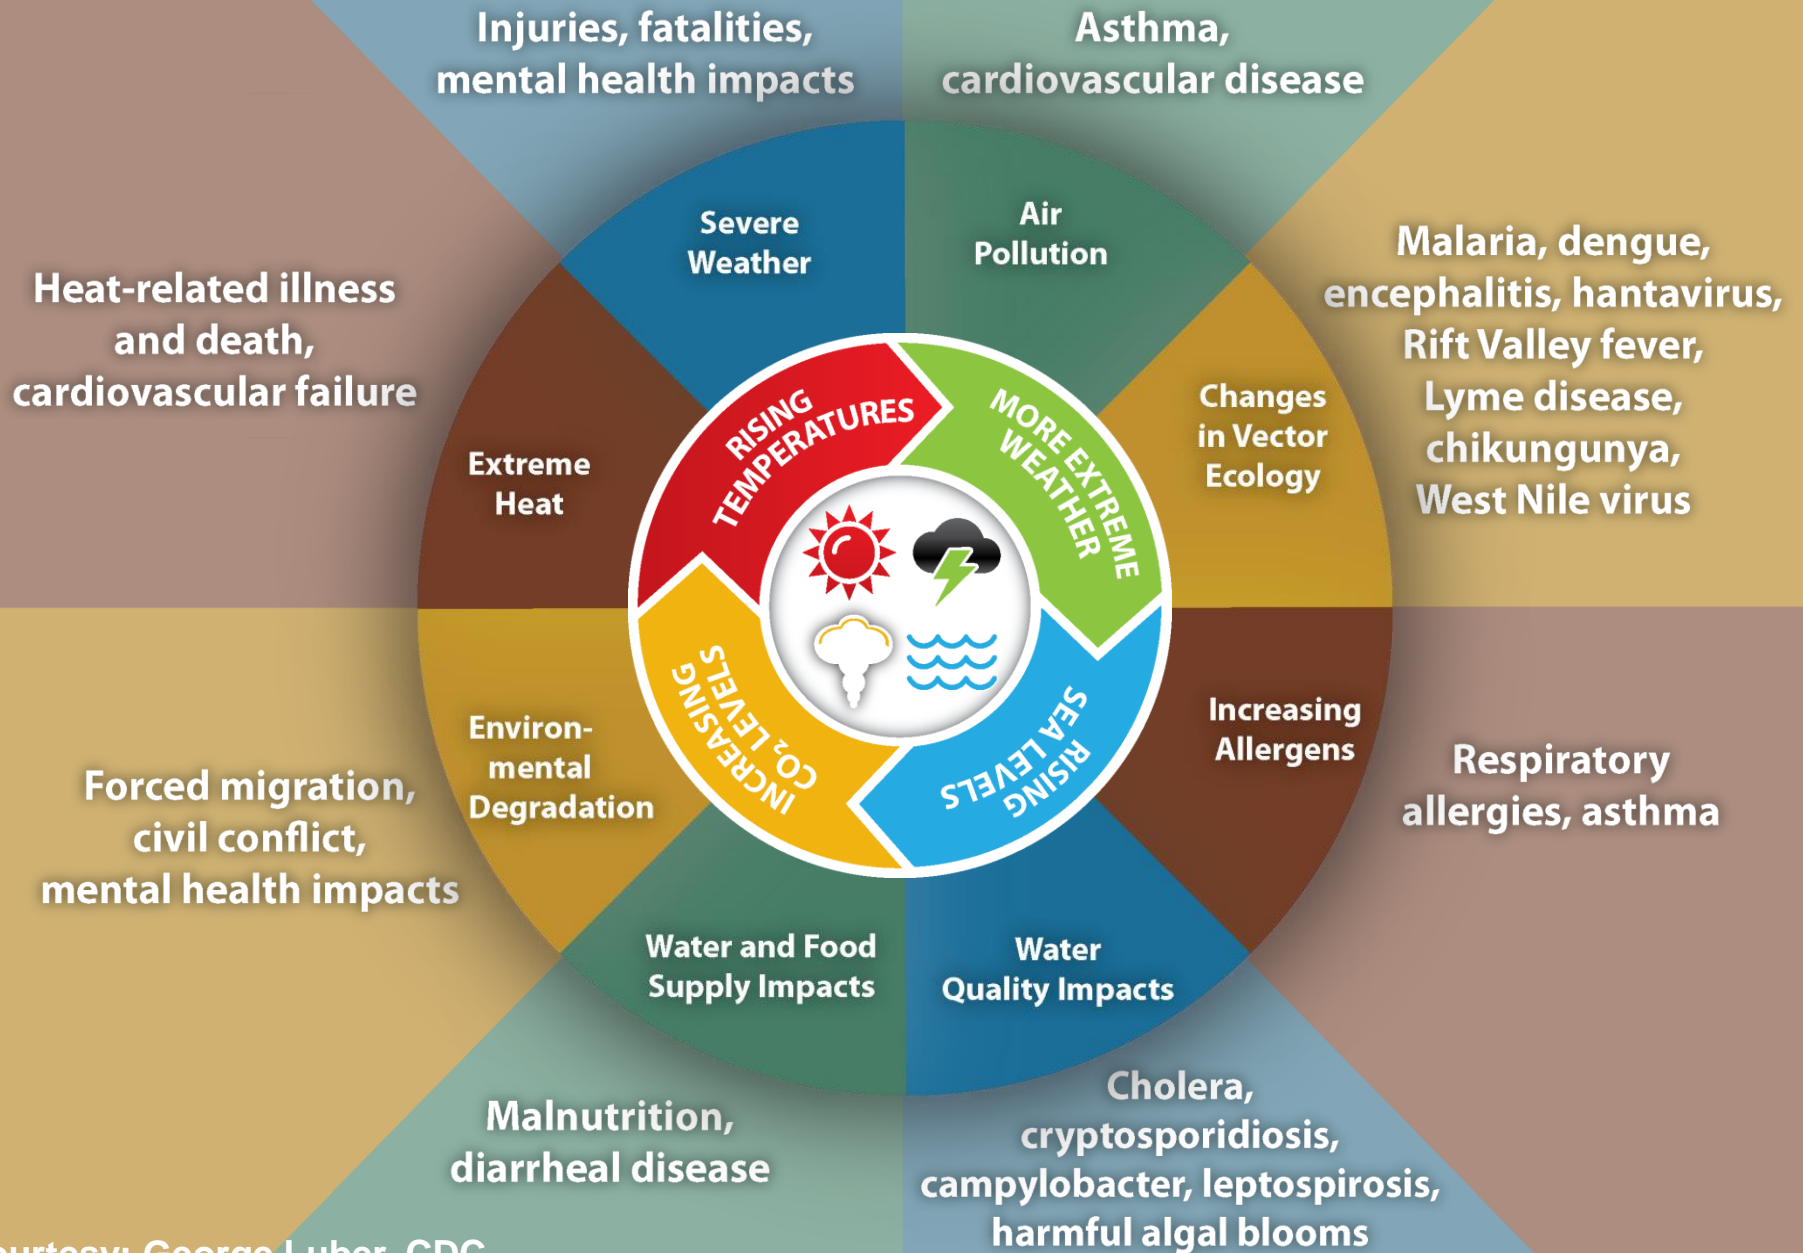 Injuries, fatalities,
mental health impacts
Asthma,
cardiovascular disease
Severe
Weather
Air
Pollution
Malaria, dengue,
encephalitis, hantavirus,
Rift Valley fever,
Lyme disease,
chikungunya,
West Nile virus
Heat-related illness
and death,
cardiovascular failure
Changes
in Vector
Ecology
Extreme
Heat
RISING
TEMPERATURES
MORE EXTREME
WEATHER
RISING
SEA LEVELS
INCREASING
CO₂ LEVELS
Increasing
Allergens
Environ-
mental
Degradation
Respiratory
allergies, asthma
Forced migration,
civil conflict,
mental health impacts
Water and Food
Supply Impacts
Water
Quality Impacts
Malnutrition,
diarrheal disease
Cholera,
cryptosporidiosis,
campylobacter, leptospirosis,
harmful algal blooms
ourtesy: George Luber, CDC